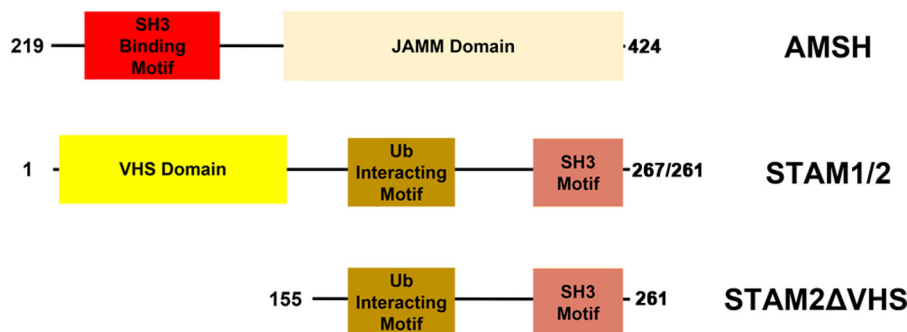 219 SH3 Binding Motif JAMM Domain 424 AMSH
1 VHS Domain Ub Interacting Motif SH3 Motif 267/261 STAM1/2
155 Ub Interacting Motif SH3 Motif 261 STAM2ΔVHS